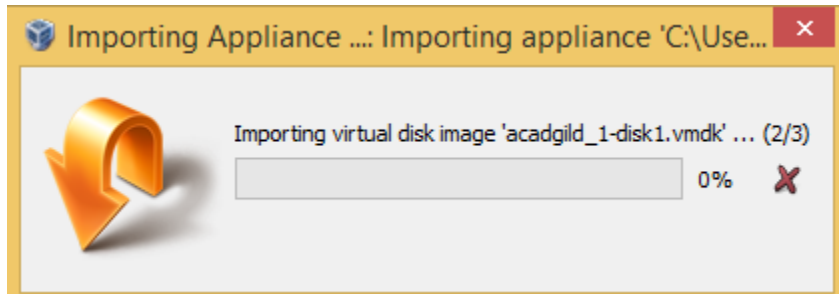 Importing Appliance ...: Importing appliance 'C:\Use...
Importing virtual disk image 'acadgild_1-disk1.vmdk' ... (2/3)
0%